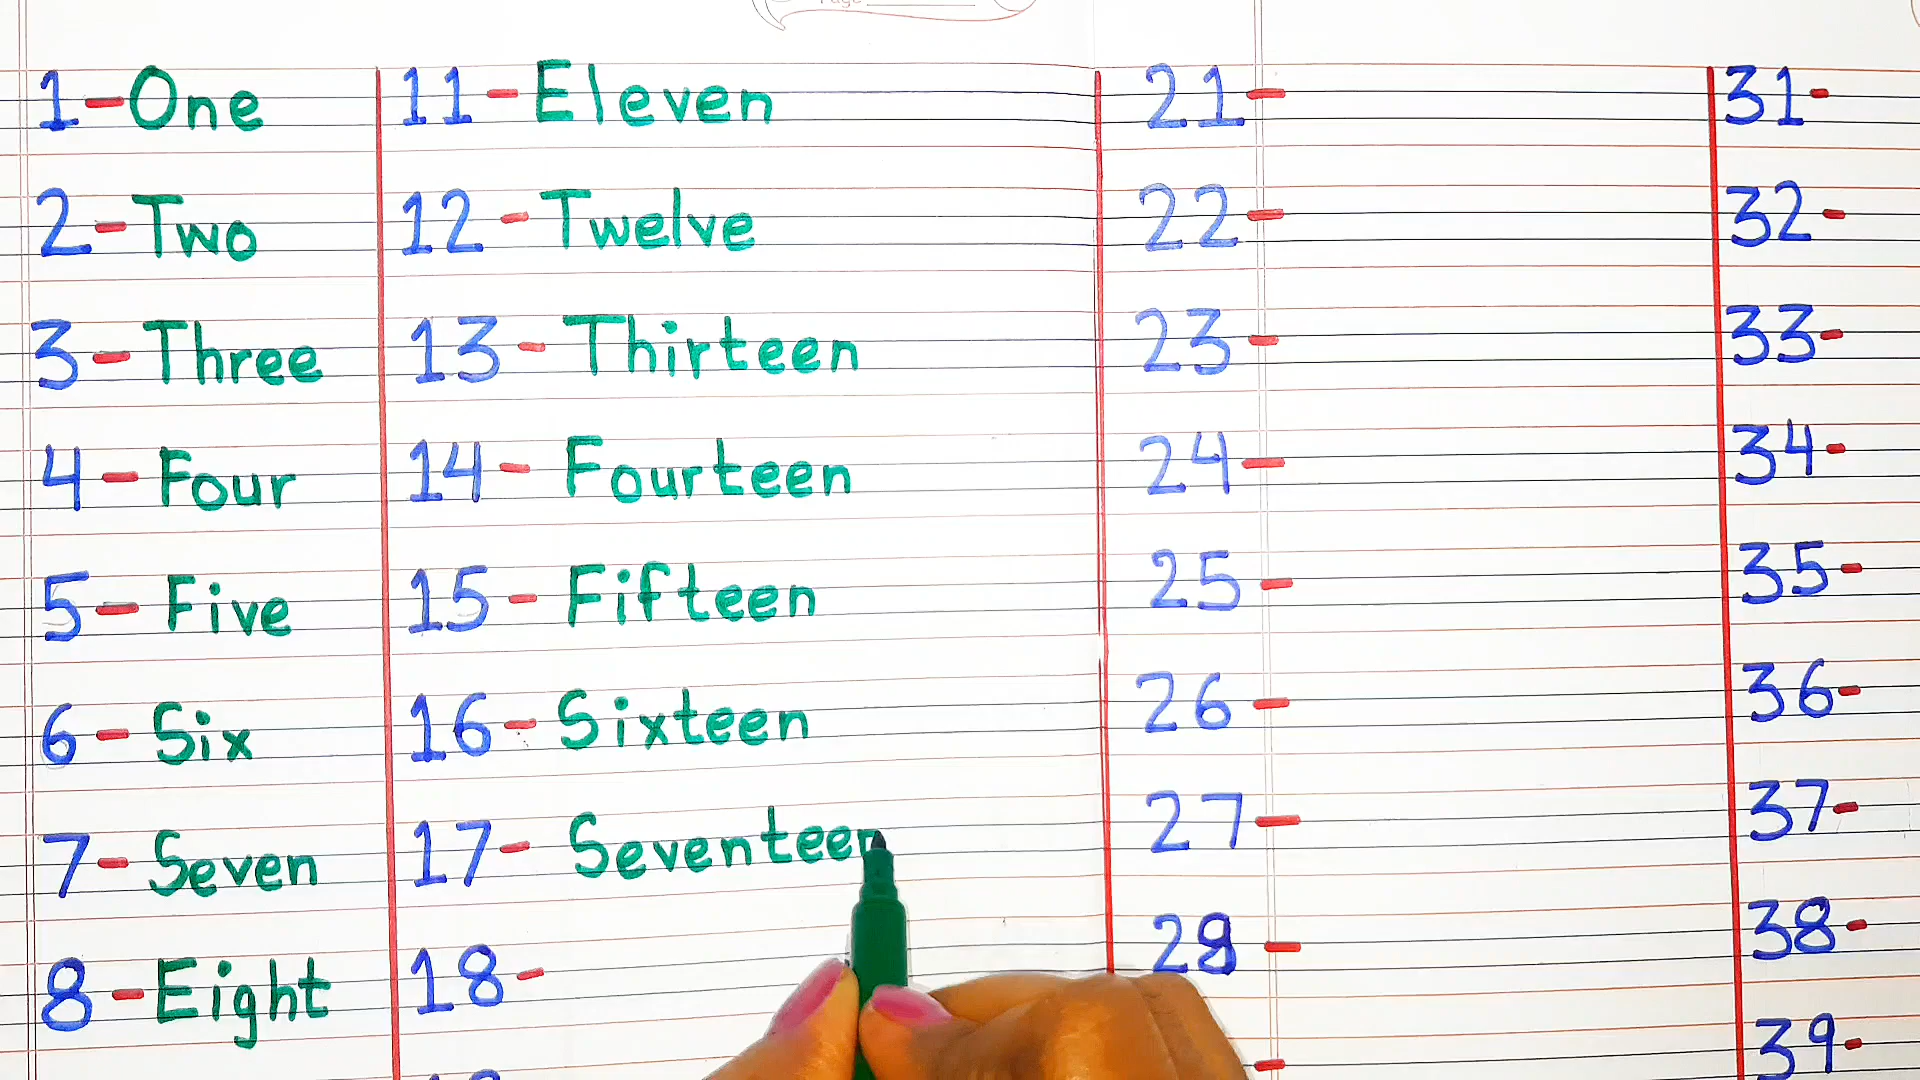 Page
1-One
2-Two
3-Three
4-Four
5-Five
6-Six
7-Seven
8-Eight
11-Eleven
12-Twelve
13-Thirteen
14-Fourteen
15-Fifteen
16-Sixteen
17-Seventeen
18-
21-
22-
23-
24-
25-
26-
27-
28-
31-
32-
33-
34-
35-
36-
37-
38-
39-